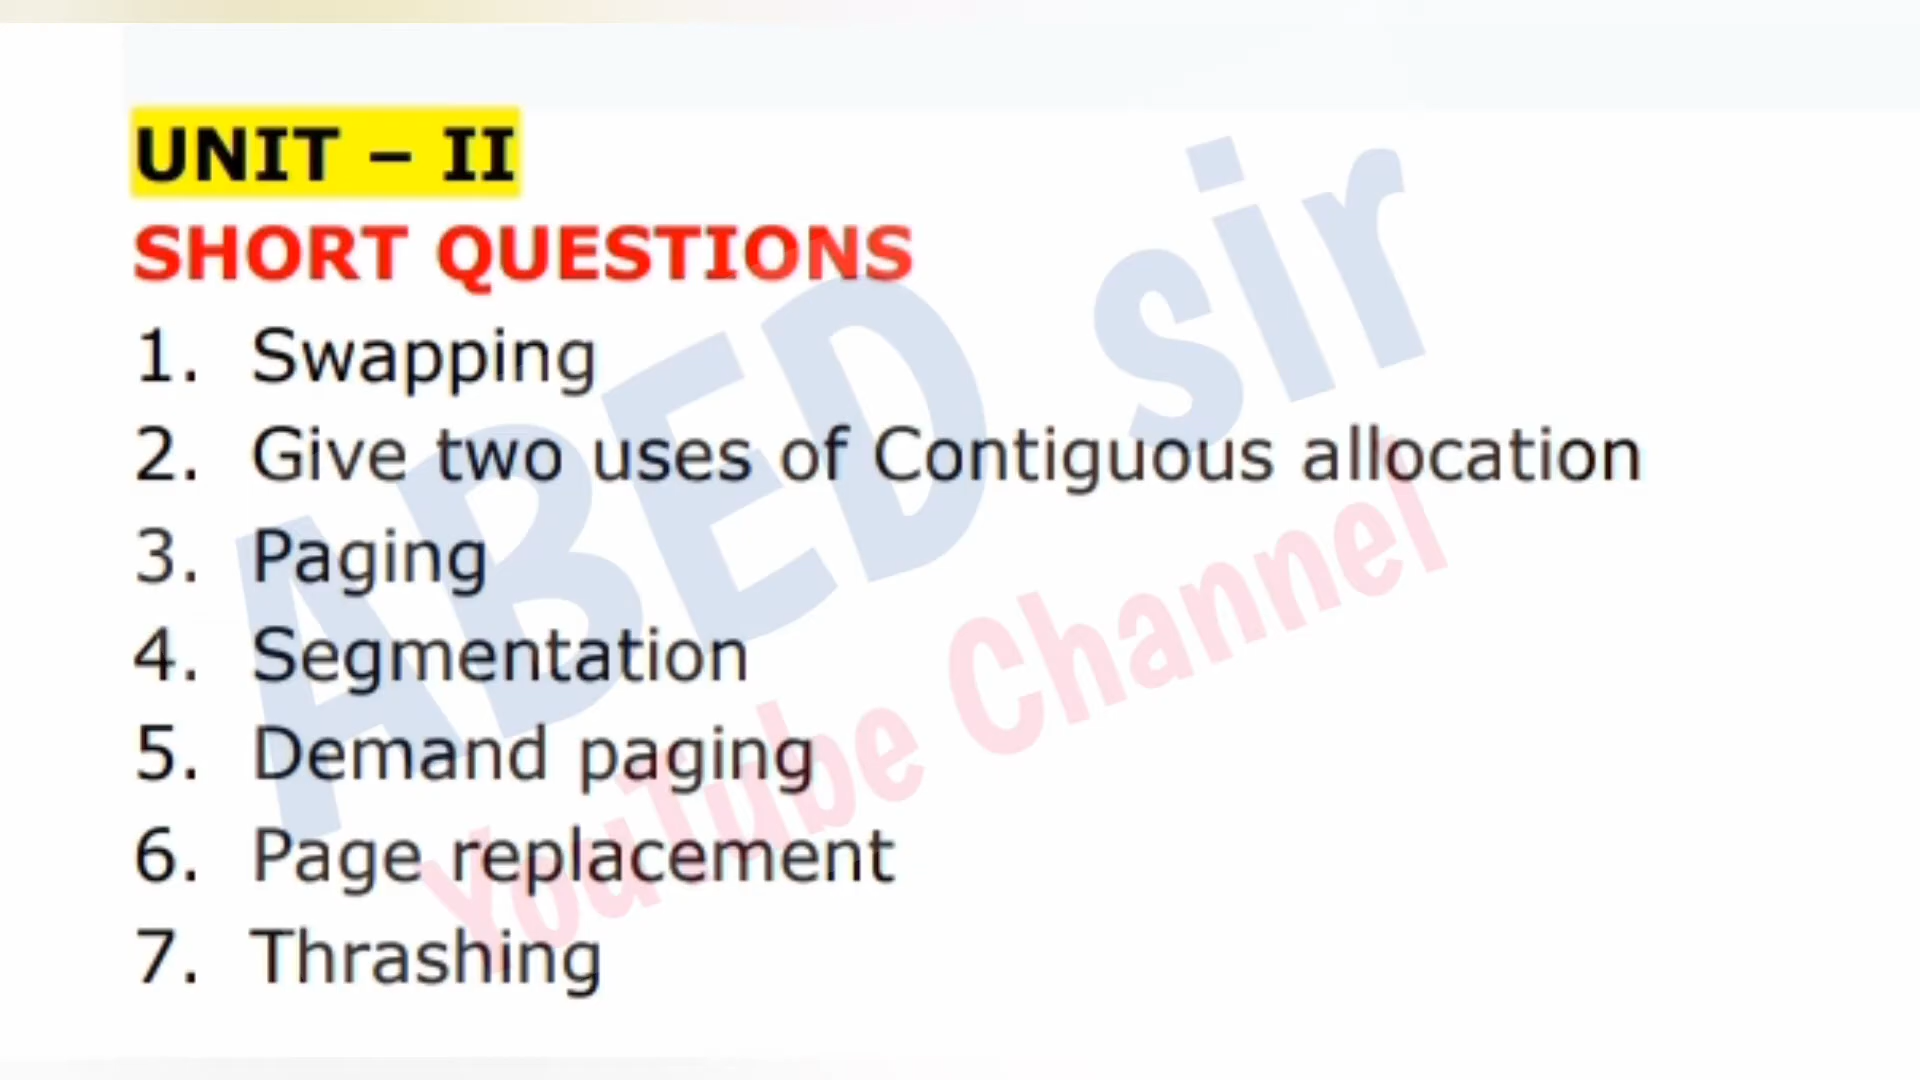 UNIT – II
SHORT QUESTIONS
1. Swapping
2. Give two uses of Contiguous allocation
3. Paging
4. Segmentation
5. Demand paging
6. Page replacement
7. Thrashing
ABED sir
YouTube Channel